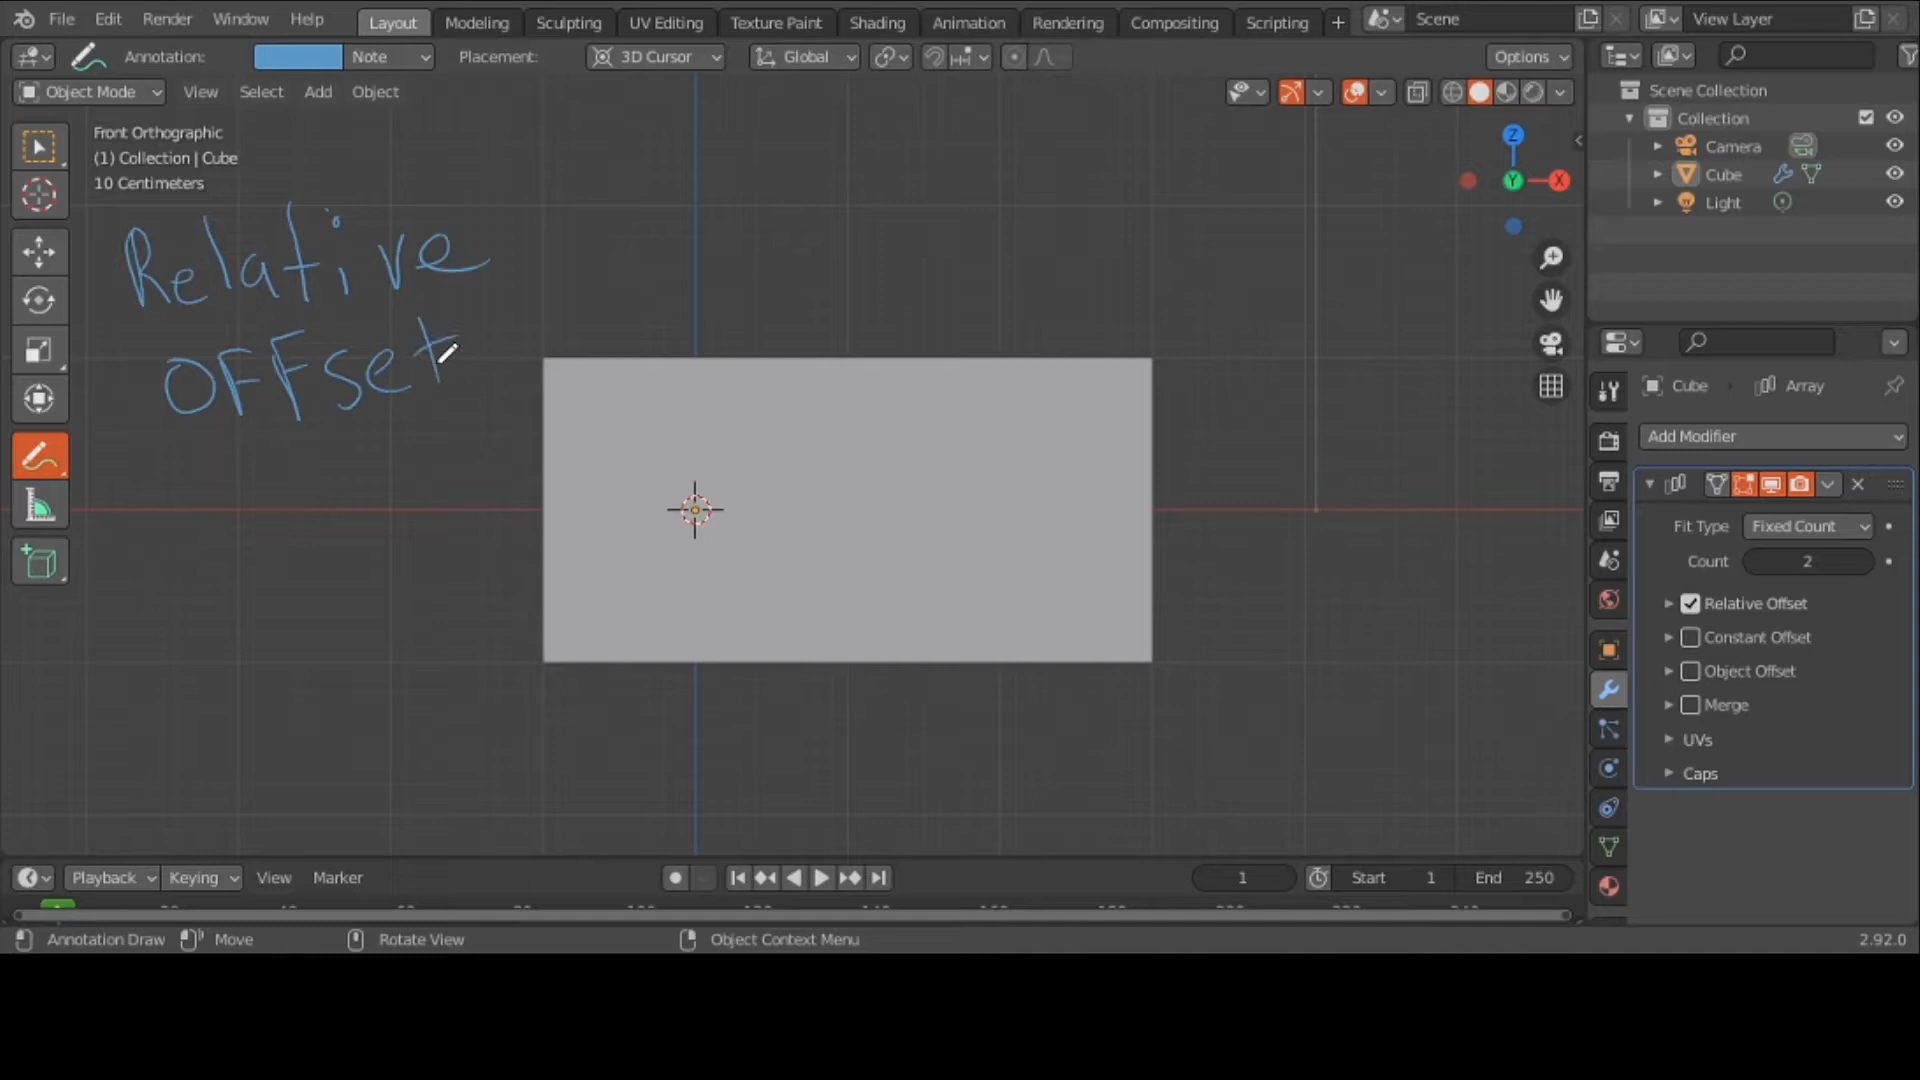 File Edit Render Window Help Layout Modeling Sculpting UV Editing Texture Paint Shading Animation Rendering Compositing Scripting + Scene View Layer
Annotation: Note Placement: 3D Cursor Global Options
Object Mode View Select Add Object
Front Orthographic
(1) Collection | Cube
10 Centimeters
Relative
OFFset
Z
Y
X
Scene Collection
Collection
Camera
Cube
Light
Cube Array
Add Modifier
Fit Type Fixed Count
Count 2
Relative Offset
Constant Offset
Object Offset
Merge
UVs
Caps
Playback Keying View Marker 1 Start 1 End 250
Annotation Draw Move Rotate View Object Context Menu 2.92.0